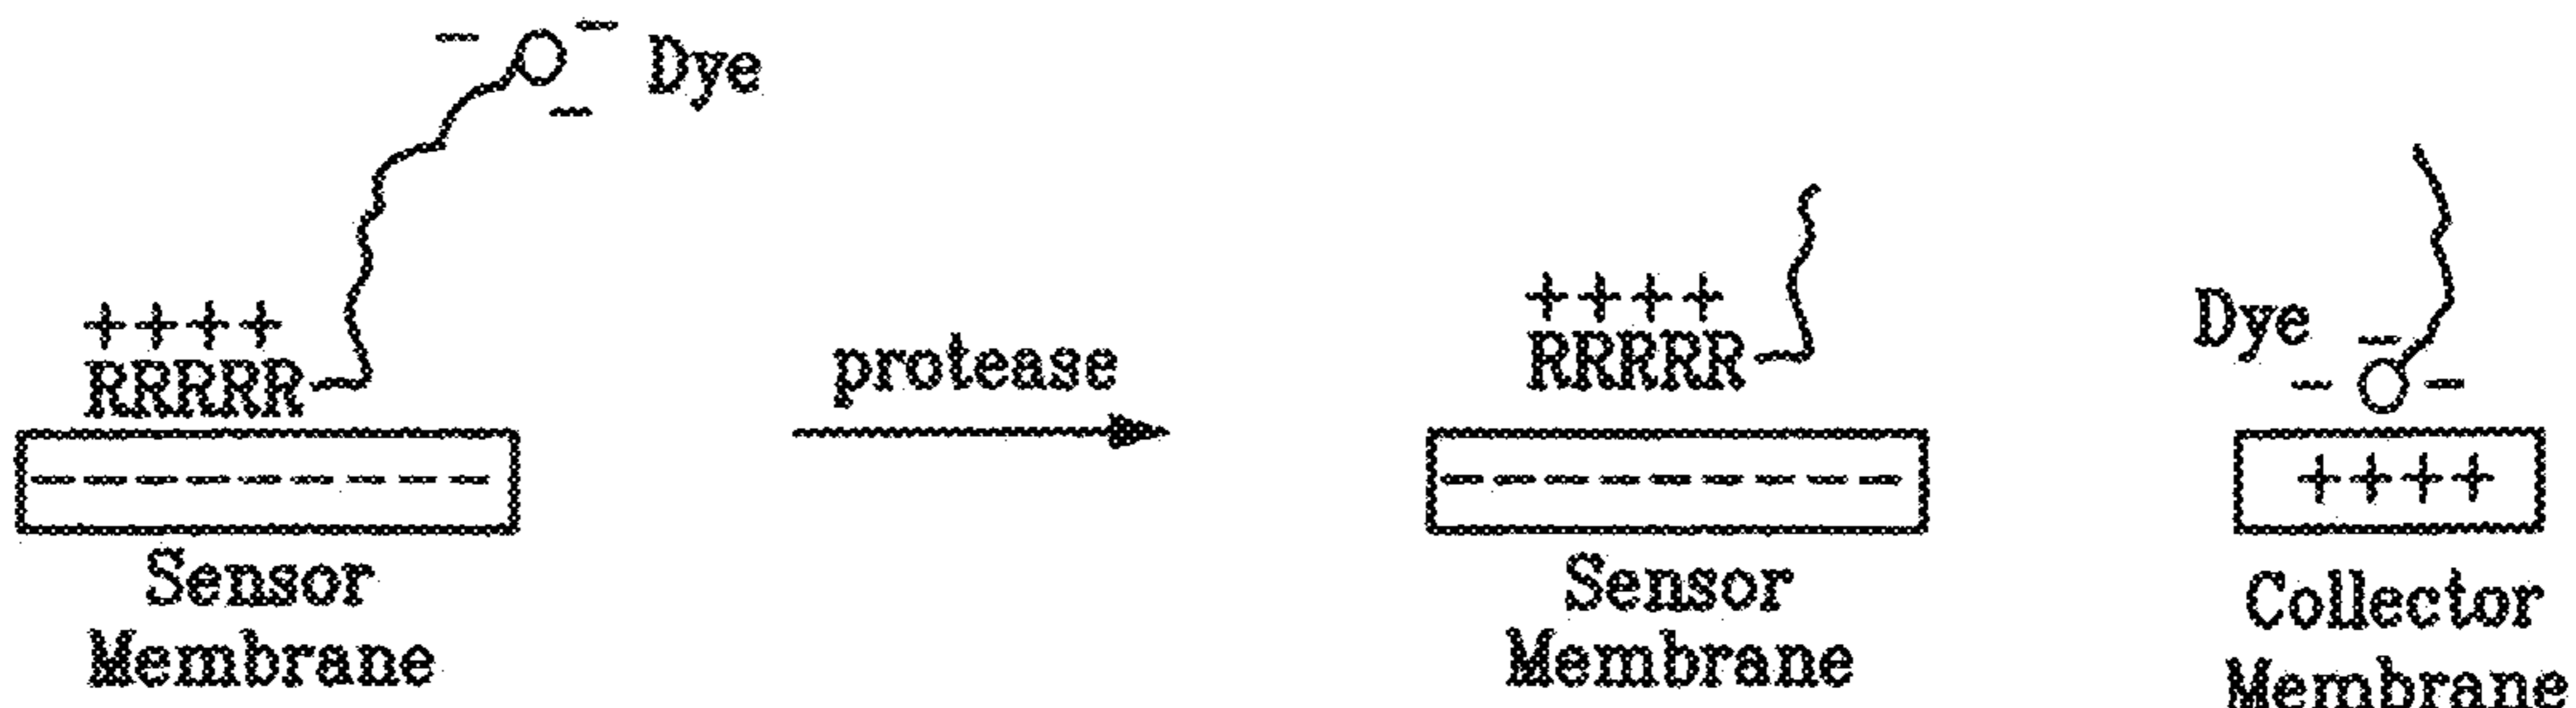 Dye
++++
RRRRR
---------
Sensor
Membrane
protease
++++
RRRRR
---------
Sensor
Membrane
Dye
++++
Collector
Membrane